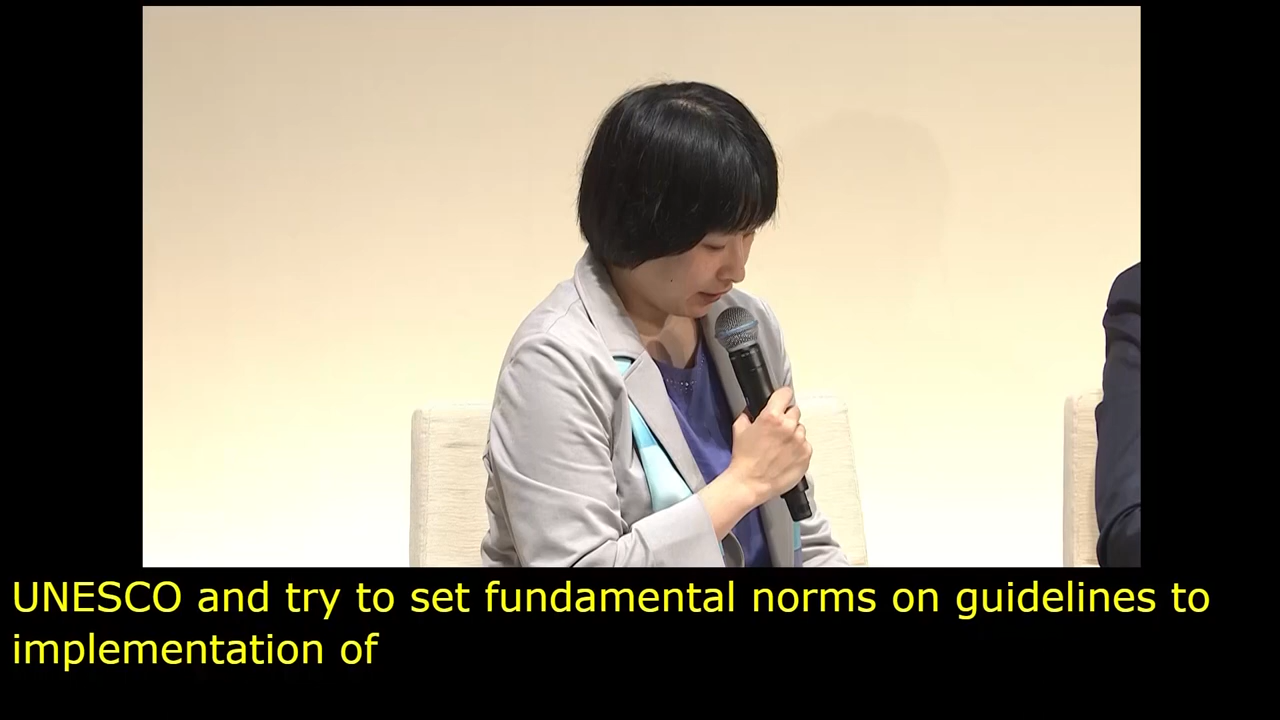 UNESCO and try to set fundamental norms on guidelines to
implementation of